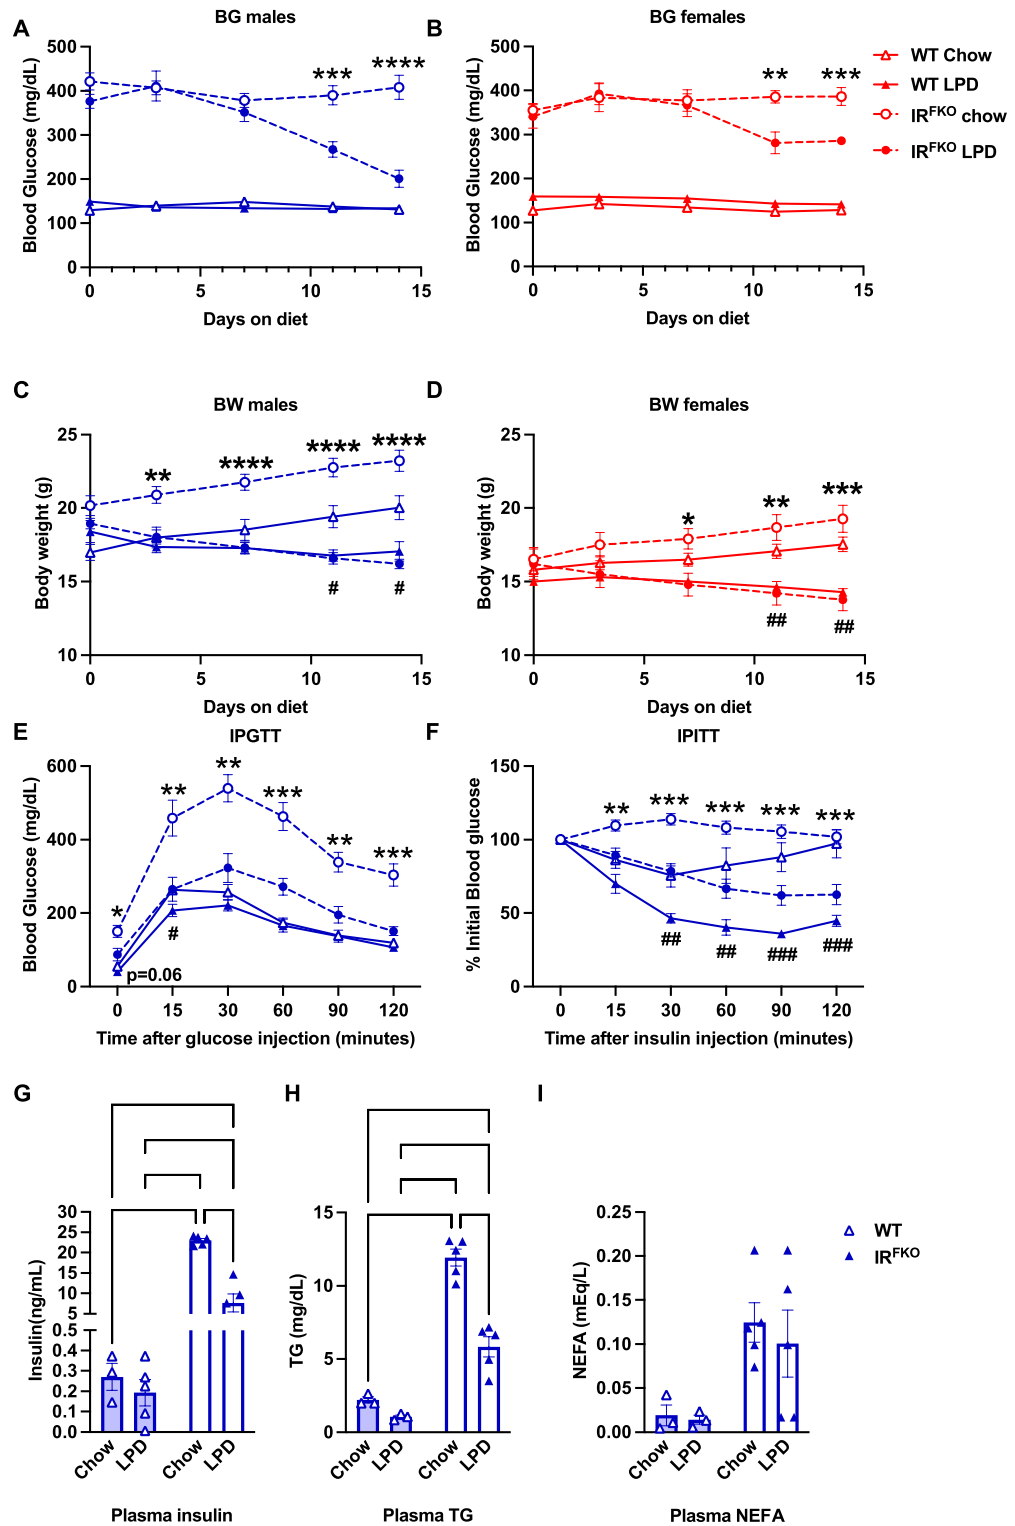 A
BG males
500
400
300
200
100
0
Blood Glucose (mg/dL)
***
****
0 5 10 15
Days on diet
B
BG females
500
400
300
200
100
0
Blood Glucose (mg/dL)
**
***
0 5 10 15
Days on diet
WT Chow
WT LPD
IRFKO chow
IRFKO LPD
C
BW males
25
20
15
10
Body weight (g)
**
****
****
****
#
#
0 5 10 15
Days on diet
D
BW females
25
20
15
10
Body weight (g)
*
**
***
##
##
0 5 10 15
Days on diet
E
IPGTT
600
400
200
0
Blood Glucose (mg/dL)
*
**
**
***
**
***
#
p=0.06
0 15 30 60 90 120
Time after glucose injection (minutes)
F
IPITT
150
100
50
0
% Initial Blood glucose
**
***
***
***
***
##
##
###
###
0 15 30 60 90 120
Time after insulin injection (minutes)
G
30
25
20
15
10
5
0.5
0.4
0.3
0.2
0.1
0.0
Insulin(ng/mL)
Chow LPD Chow LPD
Plasma insulin
H
15
10
5
0
TG (mg/dL)
Chow LPD Chow LPD
Plasma TG
I
0.25
0.20
0.15
0.10
0.05
0.00
NEFA (mEq/L)
Chow LPD Chow LPD
Plasma NEFA
WT
IRFKO